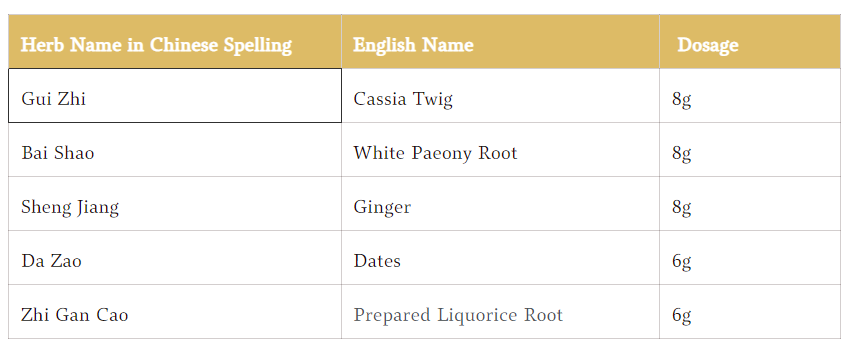 Herb Name in Chinese Spelling English Name Dosage
Gui Zhi Cassia Twig 8g
Bai Shao White Paeony Root 8g
Sheng Jiang Ginger 8g
Da Zao Dates 6g
Zhi Gan Cao Prepared Liquorice Root 6g